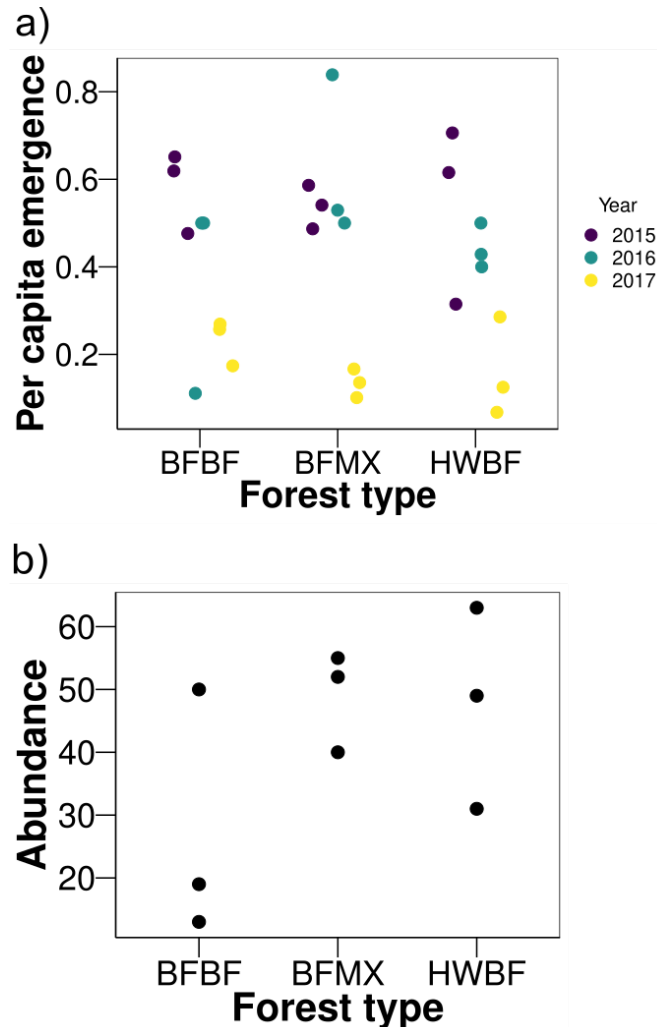 a)
Per capita emergence
0.8
0.6
0.4
0.2
BFBF BFMX HWBF
Forest type
Year
2015
2016
2017
b)
Abundance
60
50
40
30
20
BFBF BFMX HWBF
Forest type